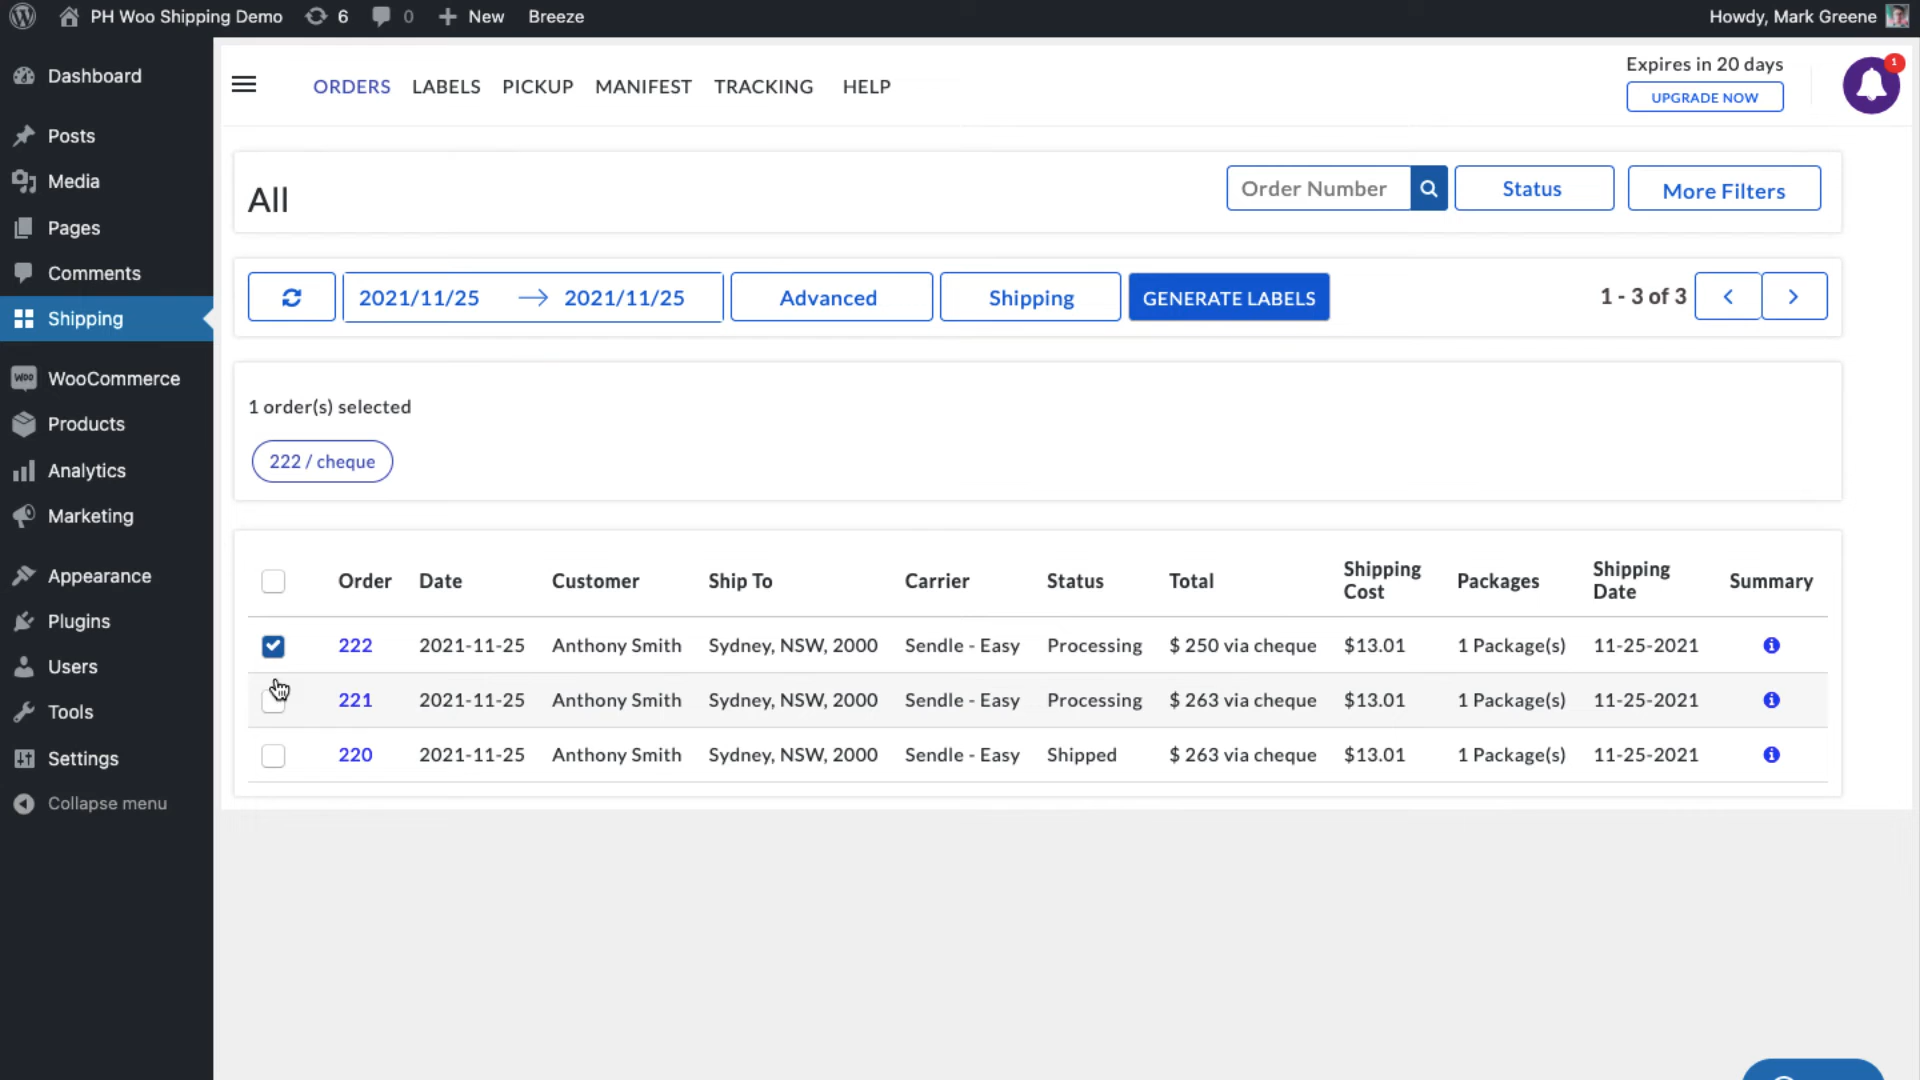 PH Woo Shipping Demo 6 0 New Breeze Howdy, Mark Greene
Dashboard
Posts
Media
Pages
Comments
Shipping
WooCommerce
Products
Analytics
Marketing
Appearance
Plugins
Users
Tools
Settings
Collapse menu
ORDERS LABELS PICKUP MANIFEST TRACKING HELP
Expires in 20 days
UPGRADE NOW
1
All
Order Number Status More Filters
2021/11/25 → 2021/11/25 Advanced Shipping GENERATE LABELS 1 - 3 of 3
1 order(s) selected
222 / cheque
Order Date Customer Ship To Carrier Status Total Shipping Cost Packages Shipping Date Summary
222 2021-11-25 Anthony Smith Sydney, NSW, 2000 Sendle - Easy Processing $ 250 via cheque $13.01 1 Package(s) 11-25-2021
221 2021-11-25 Anthony Smith Sydney, NSW, 2000 Sendle - Easy Processing $ 263 via cheque $13.01 1 Package(s) 11-25-2021
220 2021-11-25 Anthony Smith Sydney, NSW, 2000 Sendle - Easy Shipped $ 263 via cheque $13.01 1 Package(s) 11-25-2021